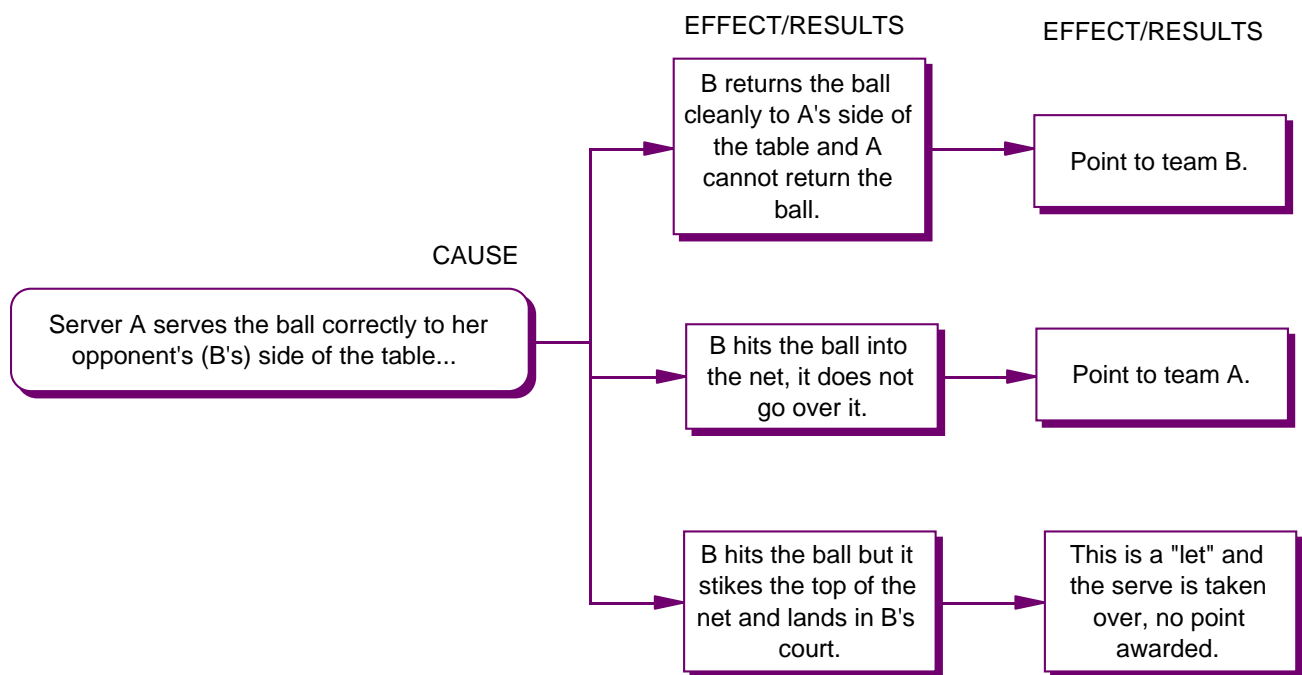 EFFECT/RESULTS
EFFECT/RESULTS
B returns the ball
cleanly to A's side of
the table and A
cannot return the
ball.
Point to team B.
CAUSE
Server A serves the ball correctly to her
opponent's (B's) side of the table...
B hits the ball into
the net, it does not
go over it.
Point to team A.
B hits the ball but it
stikes the top of the
net and lands in B's
court.
This is a "let" and
the serve is taken
over, no point
awarded.